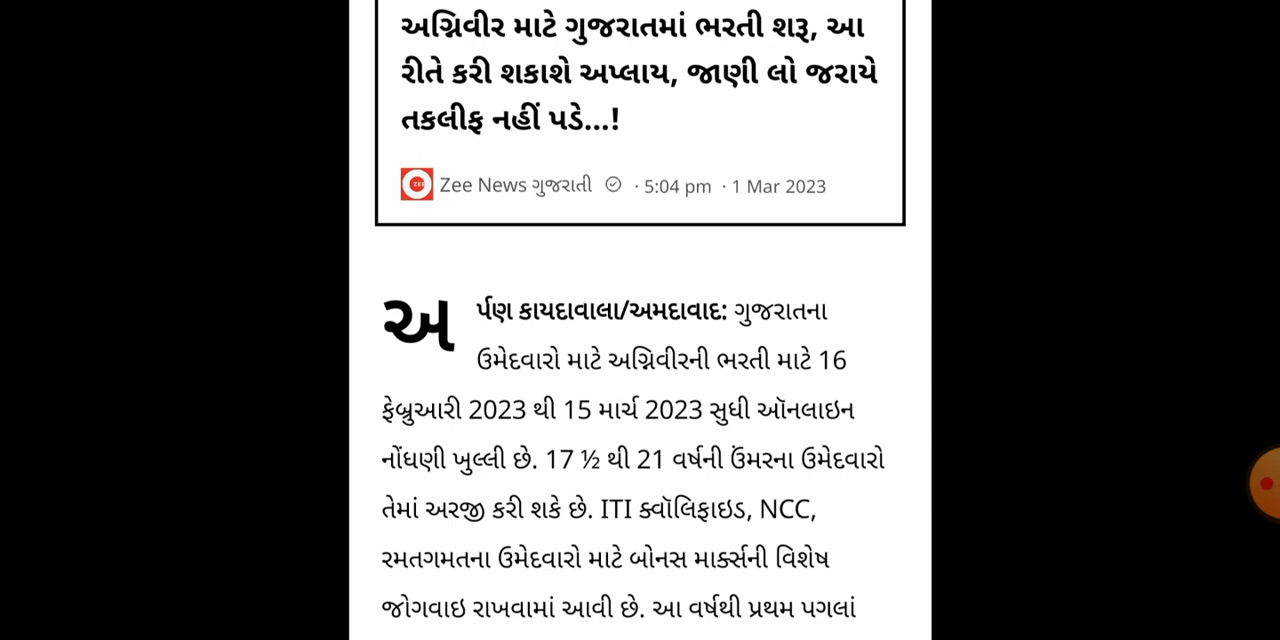 અગ્નિવીર માટે ગુજરાતમાં ભરતી શરૂ, આ
રીતે કરી શકાશે અપ્લાય, જાણી લો જરાયે
તકલીફ નહીં પડે...!
ZEE Zee News ગુજરાતી · 5:04 pm · 1 Mar 2023
અર્પણ કાયદાવાલા/અમદાવાદ: ગુજરાતના
ઉમેદવારો માટે અગ્નિવીરની ભરતી માટે 16
ફેબ્રુઆરી 2023 થી 15 માર્ચ 2023 સુધી ઑનલાઇન
નોંધણી ખુલ્લી છે. 17 ½ થી 21 વર્ષની ઉંમરના ઉમેદવારો
તેમાં અરજી કરી શકે છે. ITI ક્વૉલિફાઇડ, NCC,
રમતગમતના ઉમેદવારો માટે બોનસ માર્ક્સની વિશેષ
જોગવાઇ રાખવામાં આવી છે. આ વર્ષથી પ્રથમ પગલાં